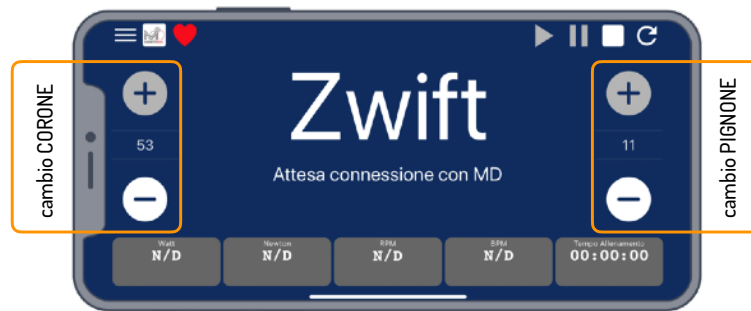 cambio CORONE
53
Zwift
Attesa connessione con MD
11
cambio PIGNONE
Watt
N/D
Newton
N/D
RPM
N/D
BPM
N/D
Tempo Allenamento
00:00:00